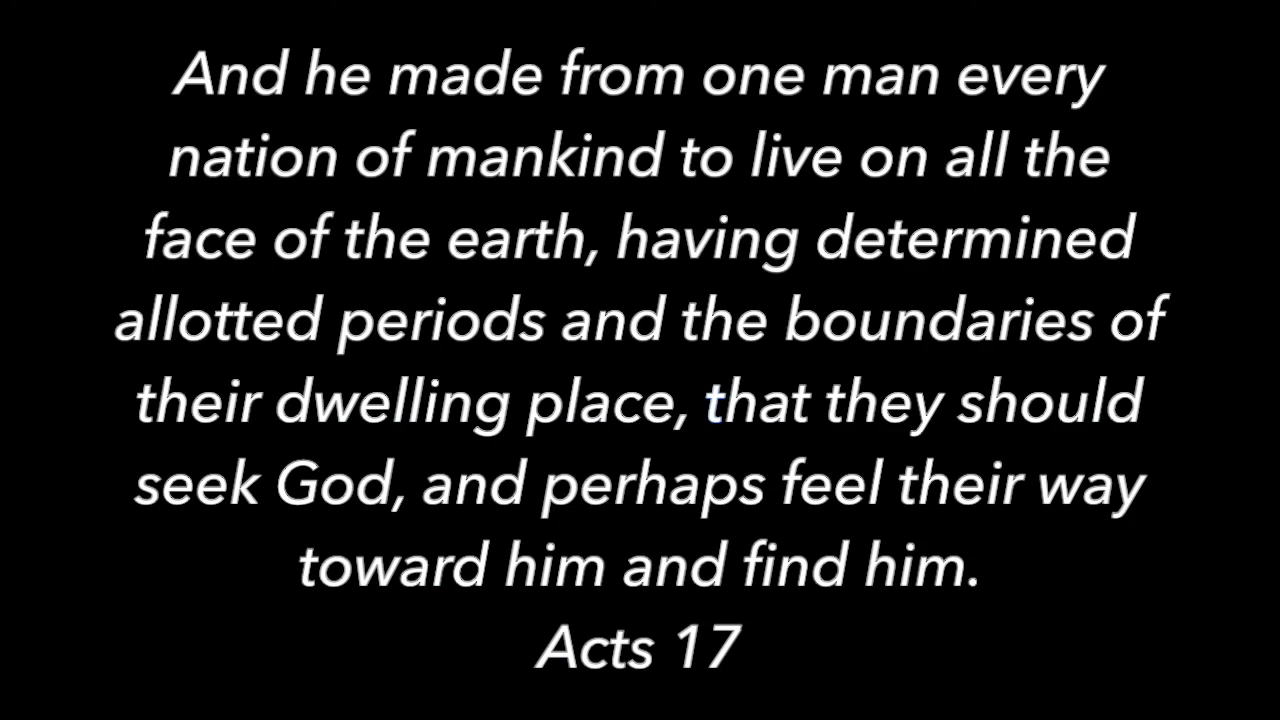 And he made from one man every
nation of mankind to live on all the
face of the earth, having determined
allotted periods and the boundaries of
their dwelling place, that they should
seek God, and perhaps feel their way
toward him and find him.
Acts 17